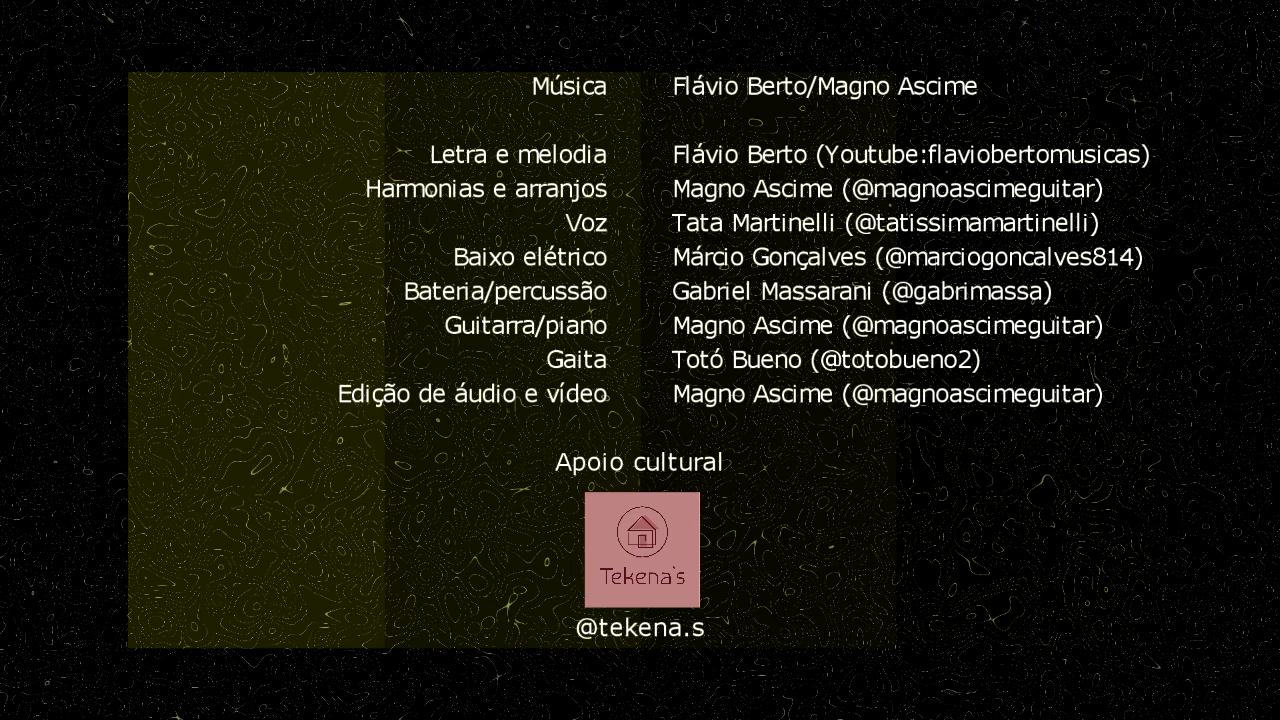 Música Flávio Berto/Magno Ascime
Letra e melodia Flávio Berto (Youtube:flaviobertomusicas)
Harmonias e arranjos Magno Ascime (@magnoascimeguitar)
Voz Tata Martinelli (@tatissimamartinelli)
Baixo elétrico Márcio Gonçalves (@marciogoncalves814)
Bateria/percussão Gabriel Massarani (@gabrimassa)
Guitarra/piano Magno Ascime (@magnoascimeguitar)
Gaita Totó Bueno (@totobueno2)
Edição de áudio e vídeo Magno Ascime (@magnoascimeguitar)
Apoio cultural
Tekena's
@tekena.s